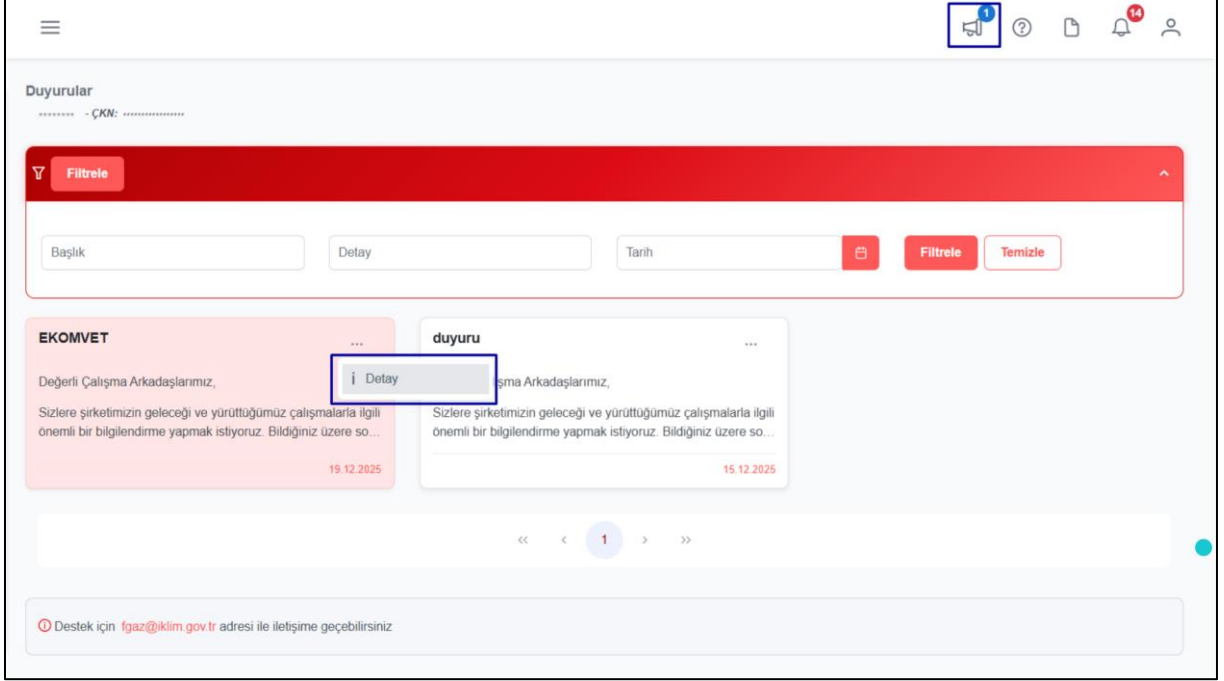 1
14
Duyurular
******** - ÇKN: ****************
Filtrele
Başlık
Detay
Tarih
Filtrele
Temizle
EKOMVET
...
Değerli Çalışma Arkadaşlarımız,
Sizlere şirketimizin geleceği ve yürüttüğümüz çalışmalarla ilgili
önemli bir bilgilendirme yapmak istiyoruz. Bildiğiniz üzere so...
19.12.2025
i Detay
duyuru
...
şma Arkadaşlarımız,
Sizlere şirketimizin geleceği ve yürüttüğümüz çalışmalarla ilgili
önemli bir bilgilendirme yapmak istiyoruz. Bildiğiniz üzere so...
15.12.2025
<< < 1 > >>
Destek için fgaz@iklim.gov.tr adresi ile iletişime geçebilirsiniz